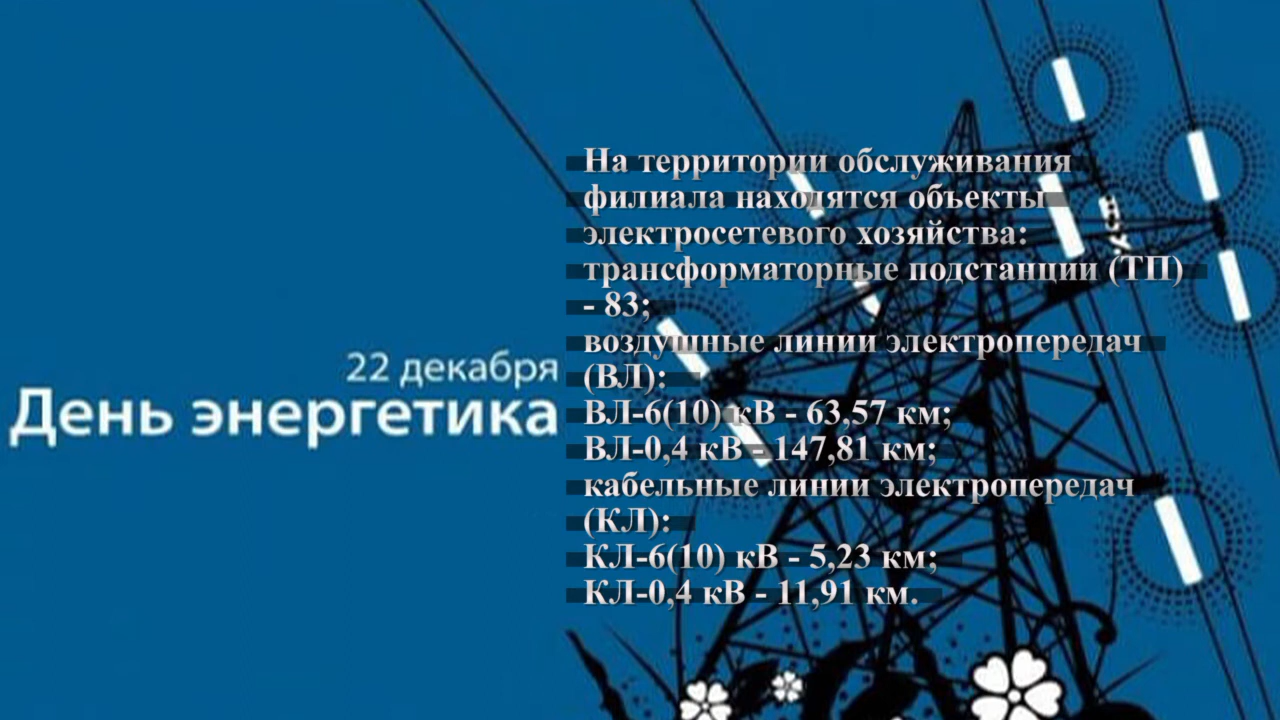 22 декабря
День энергетика
На территории обслуживания
филиала находятся объекты
электросетевого хозяйства:
трансформаторные подстанции (ТП)
- 83;
воздушные линии электропередач
(ВЛ):
ВЛ-6(10) кВ - 63,57 км;
ВЛ-0,4 кВ - 147,81 км;
кабельные линии электропередач
(КЛ):
КЛ-6(10) кВ - 5,23 км;
КЛ-0,4 кВ - 11,91 км.